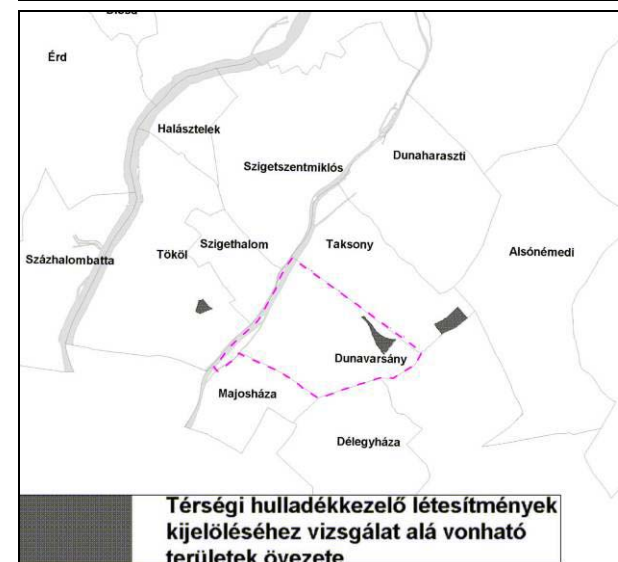 Érd
Halásztelek
Dunaharaszti
Szigetszentmiklós
Szigethalom
Taksony
Alsónémedi
Tököl
Százhalombatta
Dunavarsány
Majosháza
Délegyháza
Térségi hulladékkezelő létesítmények
kijelöléséhez vizsgálat alá vonható
területek övezete